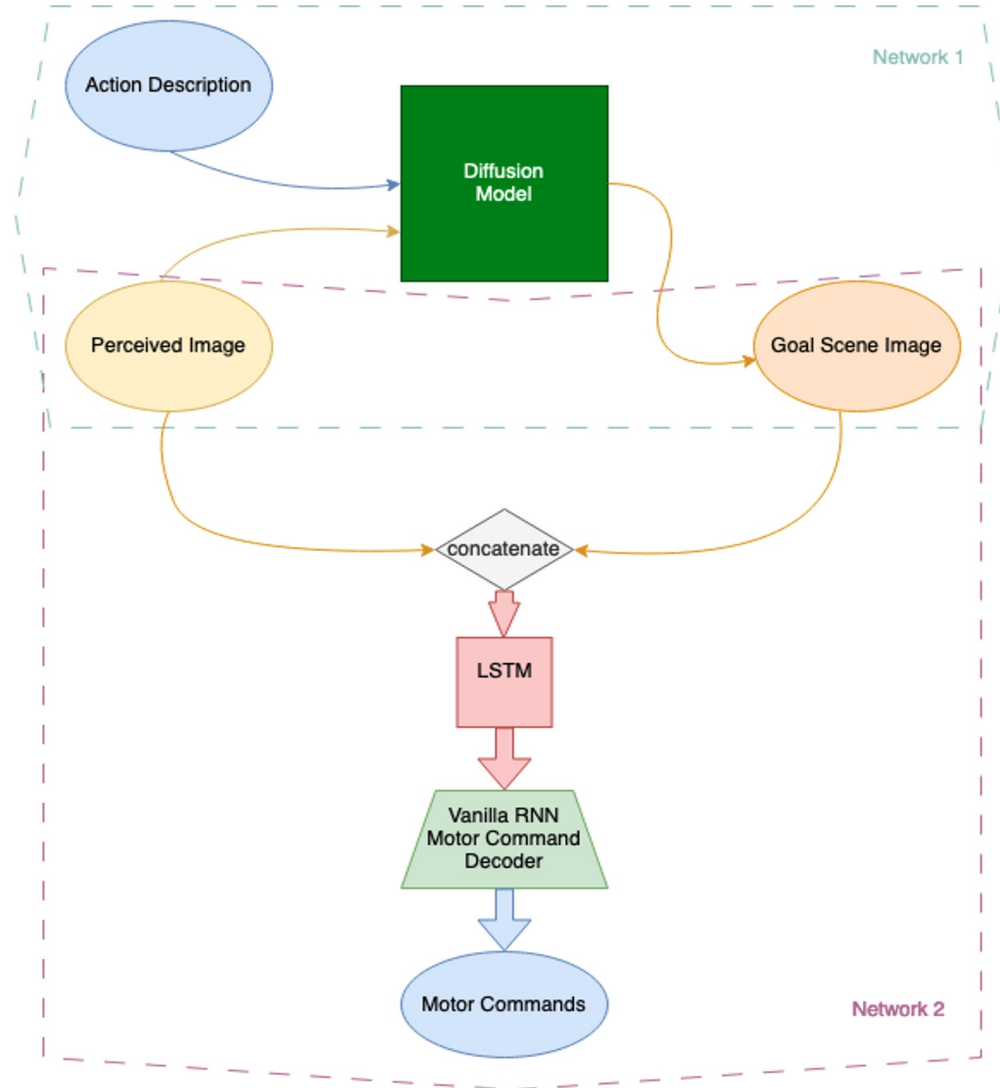 Network 1
Action Description
Diffusion
Model
Perceived Image
Goal Scene Image
concatenate
LSTM
Vanilla RNN
Motor Command
Decoder
Motor Commands
Network 2